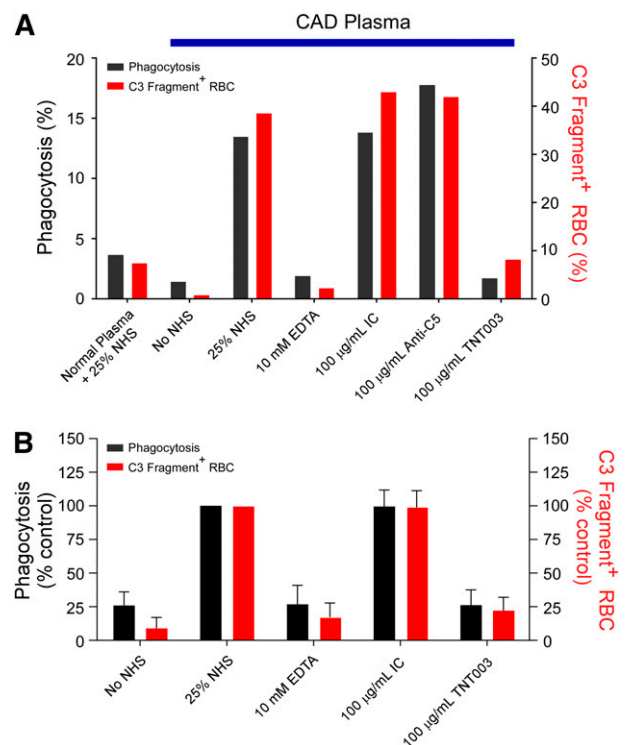 A
CAD Plasma
Phagocytosis
C3 Fragment+ RBC
Phagocytosis (%)
20
15
10
5
0
50
40
30
20
10
0
C3 Fragment+ RBC (%)
Normal Plasma
+ 25% NHS
No NHS
25% NHS
10 mM EDTA
100 µg/mL IC
100 µg/mL Anti-C5
100 µg/mL TNT003
B
Phagocytosis
C3 Fragment+ RBC
Phagocytosis
(% control)
150
125
100
75
50
25
0
150
125
100
75
50
25
0
C3 Fragment+ RBC
(% control)
No NHS
25% NHS
10 mM EDTA
100 µg/mL IC
100 µg/mL TNT003